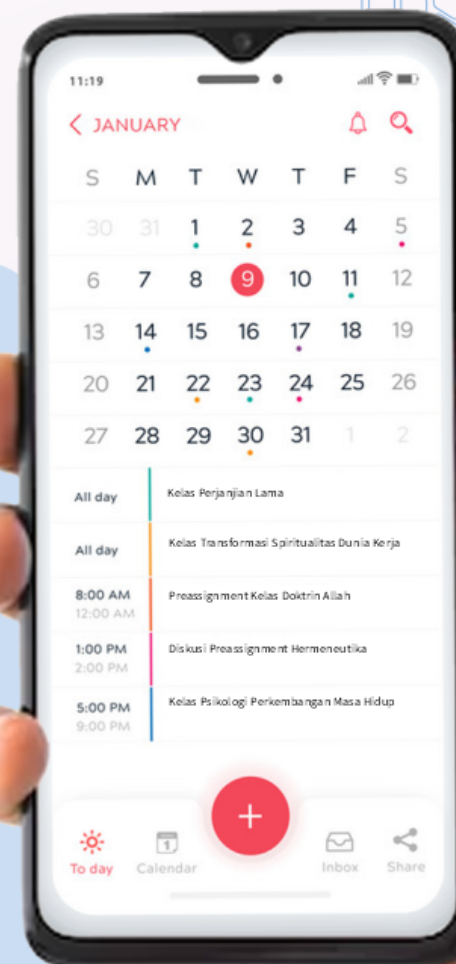 11:19
JANUARY
S M T W T F S
30 31 1 2 3 4 5
6 7 8 9 10 11 12
13 14 15 16 17 18 19
20 21 22 23 24 25 26
27 28 29 30 31 1 2
All day Kelas Perjanjian Lama
All day Kelas Transformasi Spiritualitas Dunia Kerja
8:00 AM Preassignment Kelas Doktrin Allah
12:00 AM
1:00 PM Diskusi Preassignment Hermeneutika
2:00 PM
5:00 PM Kelas Psikologi Perkembangan Masa Hidup
9:00 PM
1
To day Calendar Inbox Share